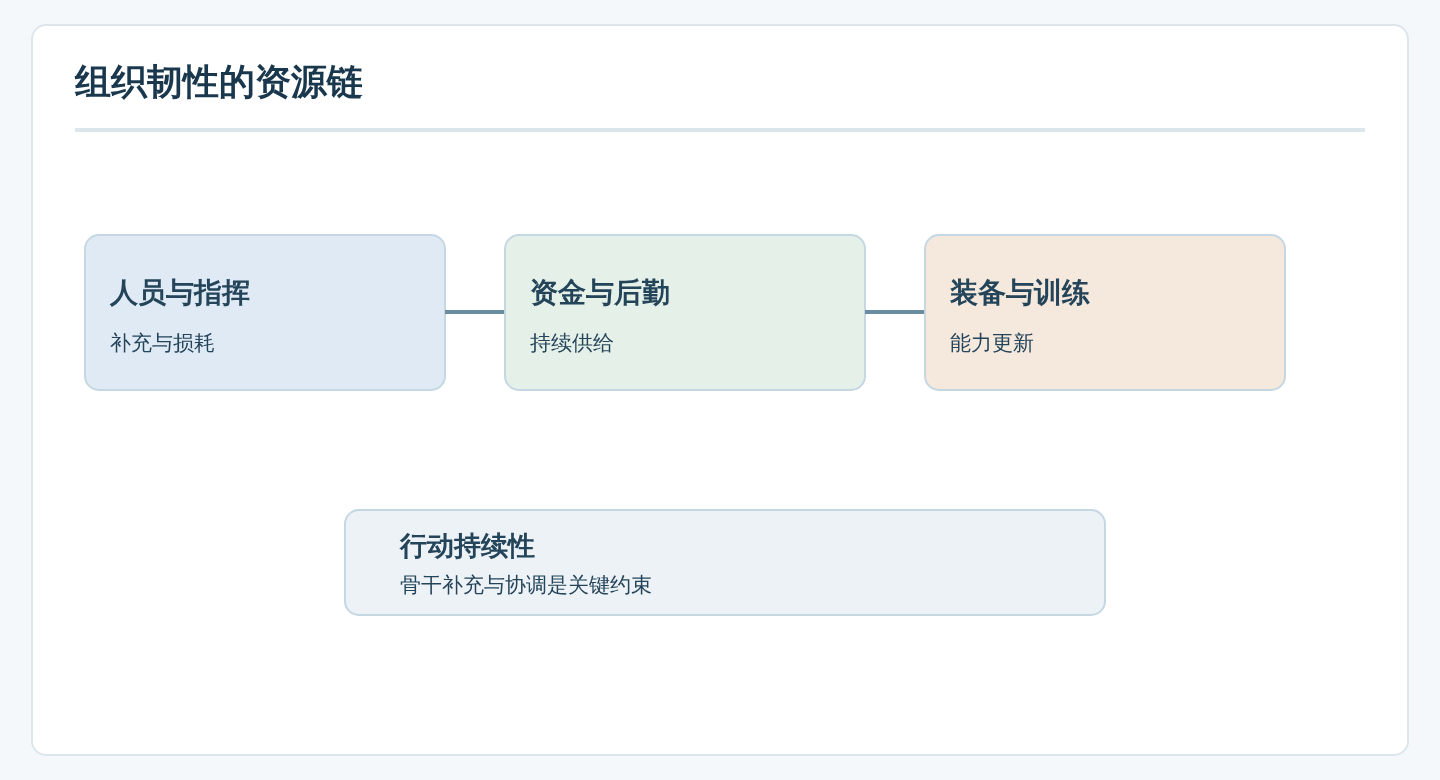 组织韧性的资源链
人员与指挥
补充与损耗
资金与后勤
持续供给
装备与训练
能力更新
行动持续性
骨干补充与协调是关键约束